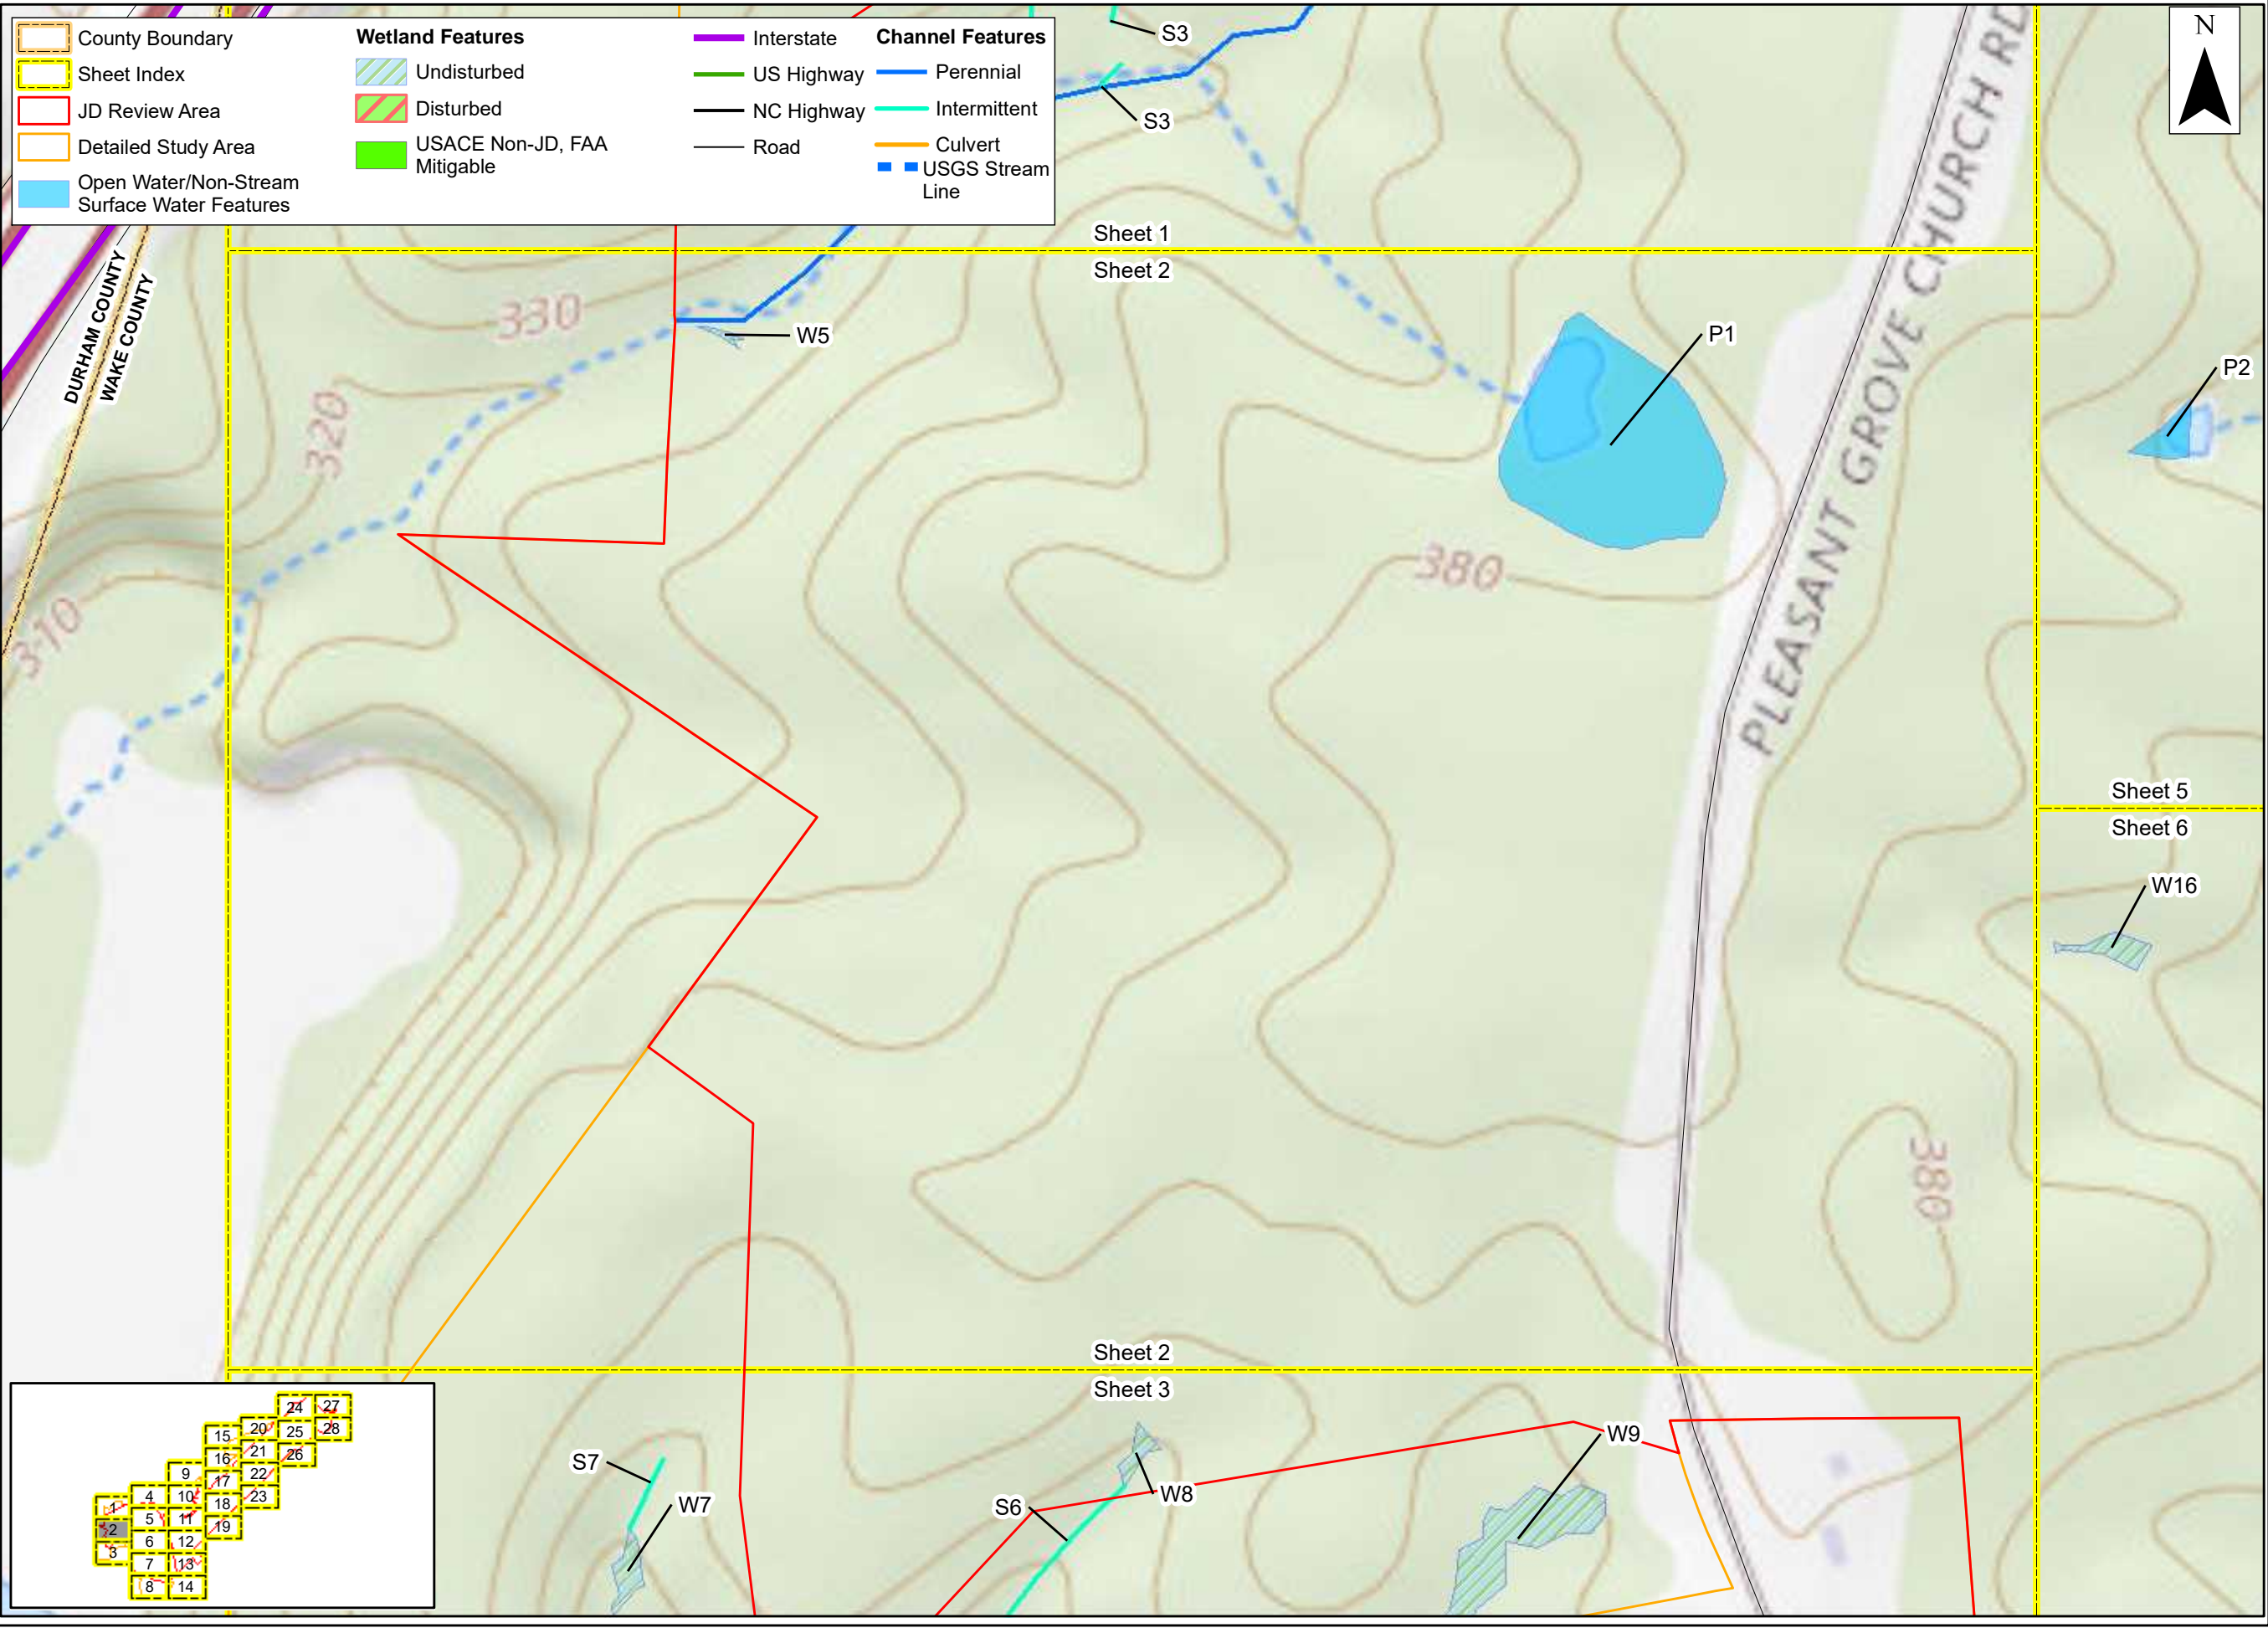 County Boundary
Sheet Index
JD Review Area
Detailed Study Area
Open Water/Non-Stream
Surface Water Features
Wetland Features
Undisturbed
Disturbed
USACE Non-JD, FAA
Mitigable
Interstate
US Highway
NC Highway
Road
Channel Features
Perennial
Intermittent
Culvert
USGS Stream
Line
N
S3
S3
Sheet 1
Sheet 2
DURHAM COUNTY
WAKE COUNTY
330
320
310
W5
P1
P2
PLEASANT GROVE CHURCH RD
380
Sheet 5
Sheet 6
W16
380
Sheet 2
Sheet 3
S7
W7
S6
W8
W9
24 27
15 20 25 28
16 21 26
9 17 22
4 10 18 23
1 5 11 19
2 6 12
3 7 13
8 14